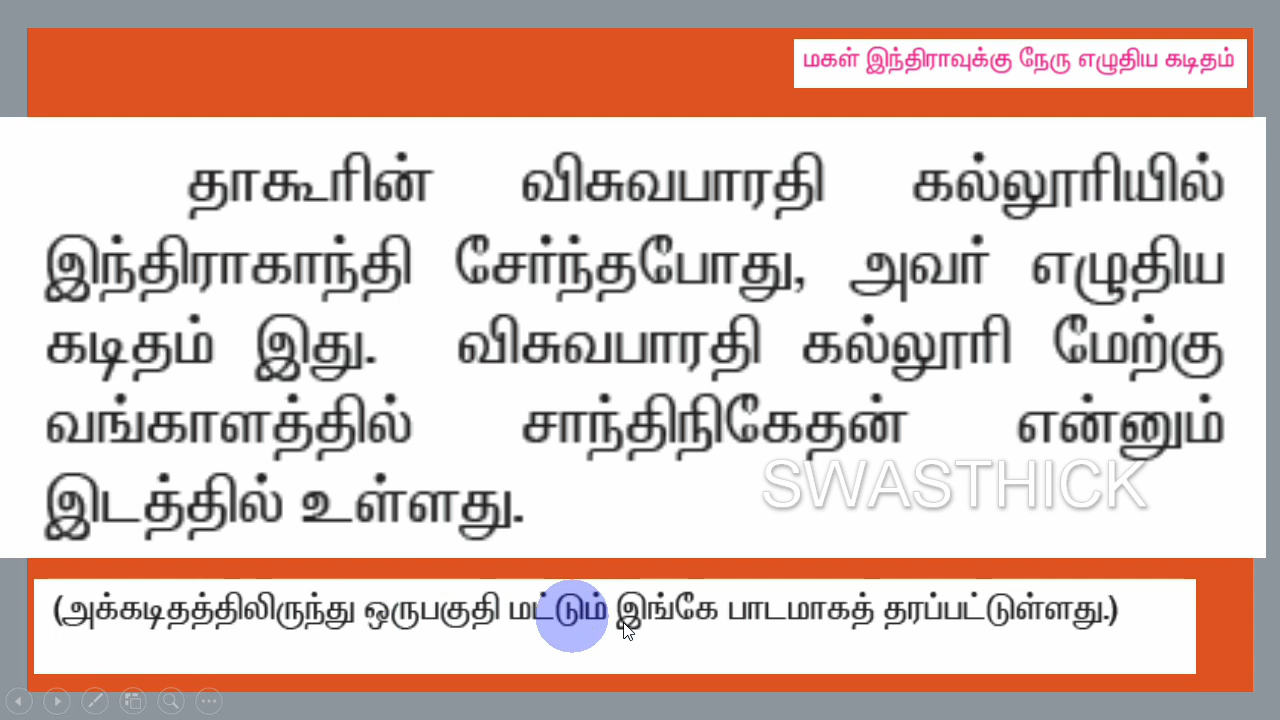 மகள் இந்திராவுக்கு நேரு எழுதிய கடிதம்
தாகூரின் விசுவபாரதி கல்லூரியில்
இந்திராகாந்தி சேர்ந்தபோது, அவர் எழுதிய
கடிதம் இது. விசுவபாரதி கல்லூரி மேற்கு
வங்காளத்தில் சாந்திநிகேதன் என்னும்
இடத்தில் உள்ளது.
SWASTHICK
(அக்கடிதத்திலிருந்து ஒருபகுதி மட்டும் இங்கே பாடமாகத் தரப்பட்டுள்ளது.)